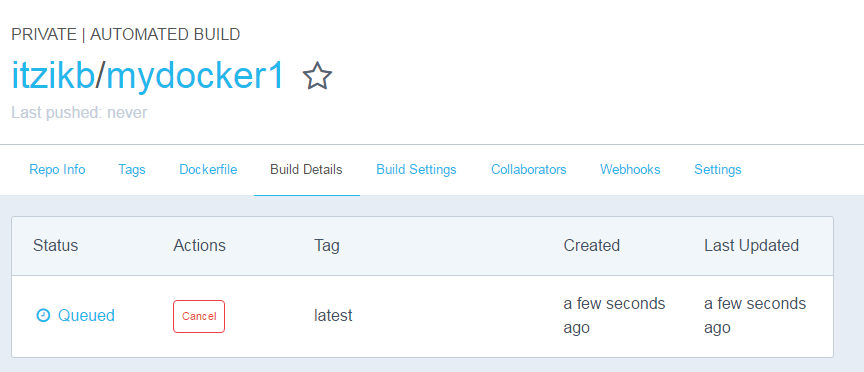 PRIVATE | AUTOMATED BUILD
itzikb/mydocker1
Last pushed: never
Repo Info Tags Dockerfile Build Details Build Settings Collaborators Webhooks Settings
Status Actions Tag Created Last Updated
Queued Cancel latest a few seconds ago a few seconds ago